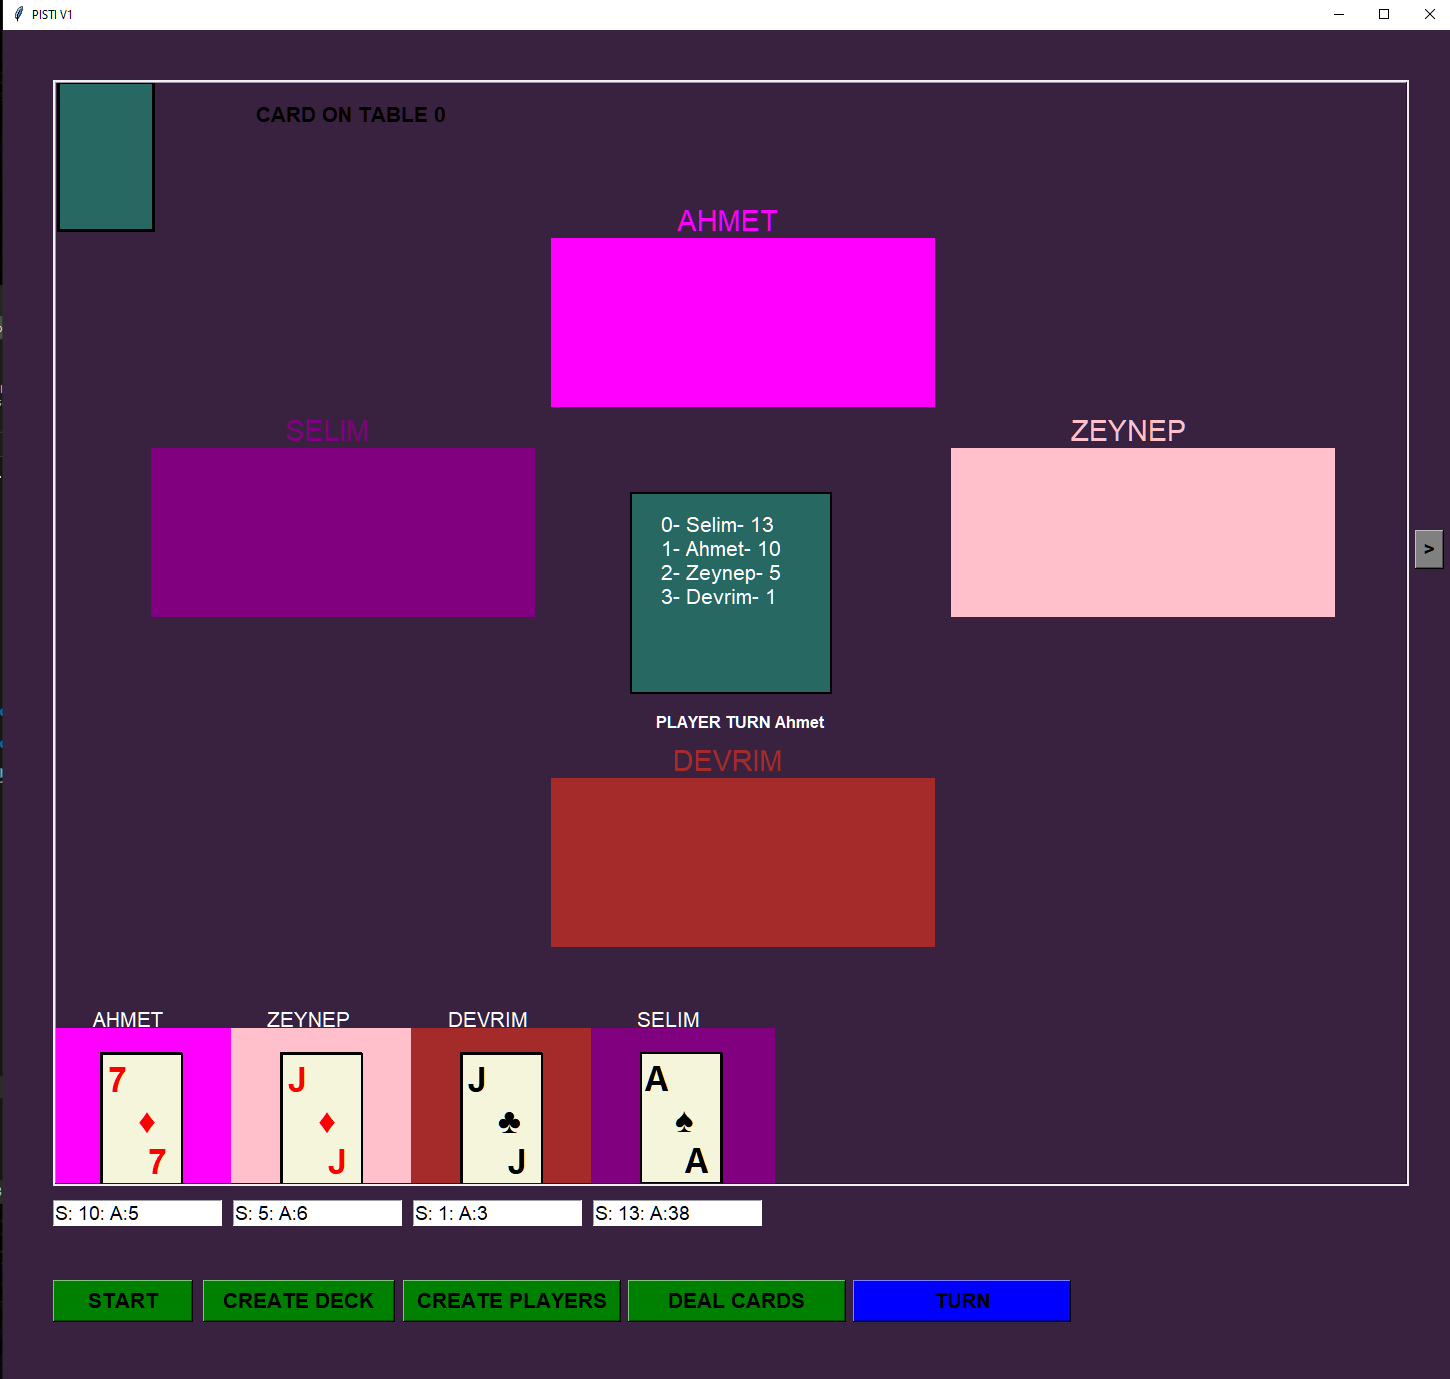 PISTI V1
CARD ON TABLE 0
AHMET
SELIM
ZEYNEP
0- Selim- 13
1- Ahmet- 10
2- Zeynep- 5
3- Devrim- 1
>
PLAYER TURN Ahmet
DEVRIM
AHMET ZEYNEP DEVRIM SELIM
7 J J A
♦ ♦ ♣ ♠
7 J J A
S: 10: A:5 S: 5: A:6 S: 1: A:3 S: 13: A:38
START CREATE DECK CREATE PLAYERS DEAL CARDS TURN